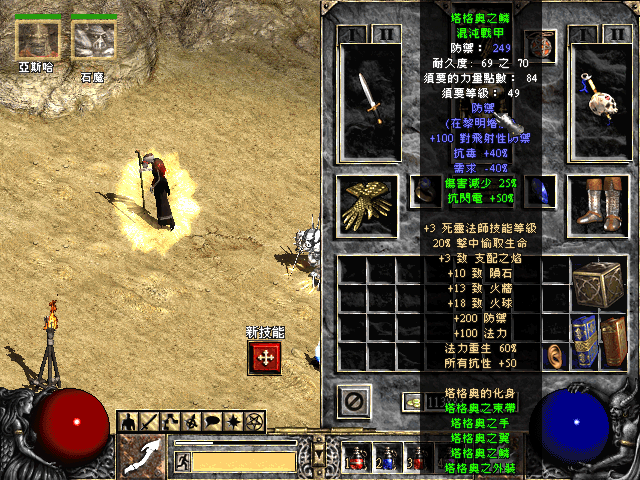 塔格奧之鱗
混沌戰甲
防禦： 249
耐久度： 69 之 70
須要的力量點數： 84
須要等級： 49
防禦
(在黎明增
+100 對飛射性防禦
抗毒 +40%
需求 -40%
傷害減少 25%
抗閃電 +50%
+3 死靈法師技能等級
20% 擊中偷取生命
+3 致 支配之焰
+10 致 隕石
+13 致 火牆
+18 致 火球
+200 防禦
+100 法力
法力重生 60%
所有抗性 +50
塔格奧的化身
塔格奧之束帶
塔格奧之手
塔格奧之翼
塔格奧之鱗
塔格奧之外裝
亞斯哈
石魔
I
II
I
II
新技能
1
2
3